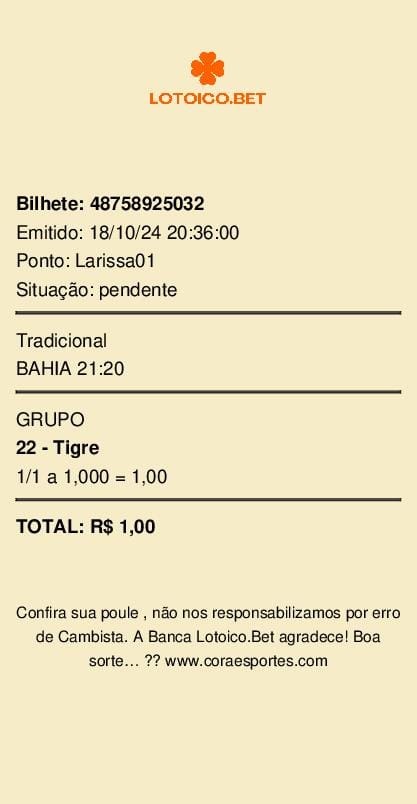 LOTOICO.BET
Bilhete: 48758925032
Emitido: 18/10/24 20:36:00
Ponto: Larissa01
Situação: pendente
Tradicional
BAHIA 21:20
GRUPO
22 - Tigre
1/1 a 1,000 = 1,00
TOTAL: R$ 1,00
Confira sua poule , não nos responsabilizamos por erro
de Cambista. A Banca Lotoico.Bet agradece! Boa
sorte… ?? www.coraesportes.com